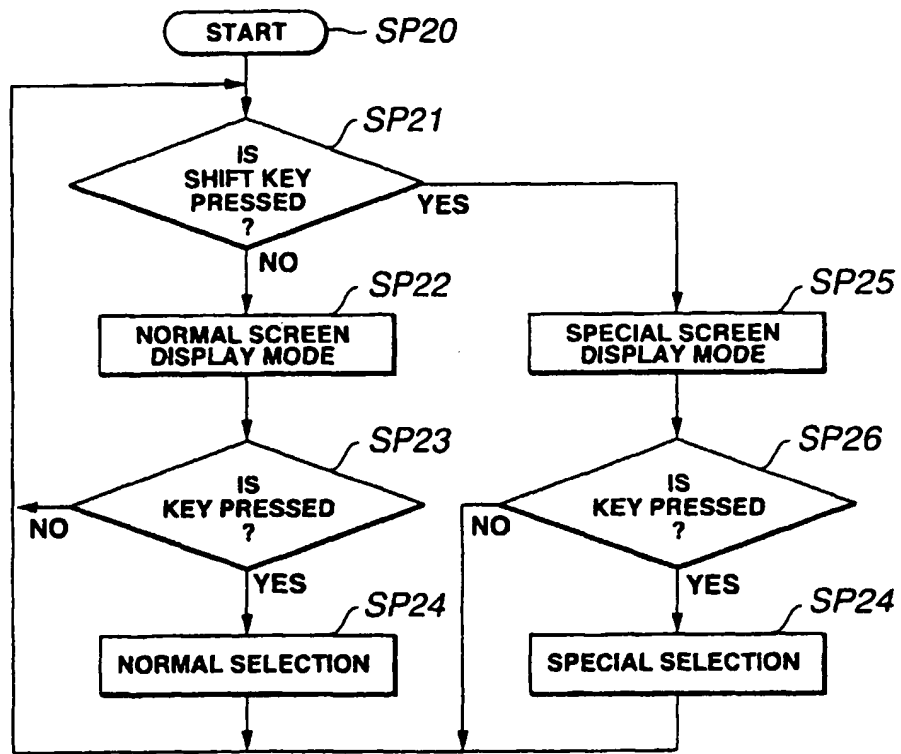 START
SP20
SP21
IS
SHIFT KEY
PRESSED
?
YES
NO
SP22
NORMAL SCREEN
DISPLAY MODE
SP25
SPECIAL SCREEN
DISPLAY MODE
SP23
IS
KEY PRESSED
?
NO
YES
SP26
IS
KEY PRESSED
?
NO
YES
SP24
NORMAL SELECTION
SP24
SPECIAL SELECTION